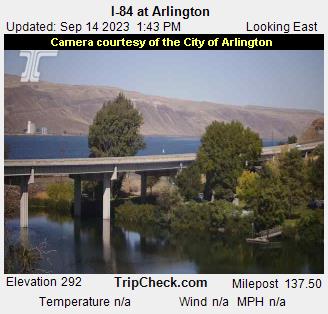 I-84 at Arlington
Updated: Sep 14 2023 1:43 PM Looking East
Camera courtesy of the City of Arlington
Elevation 292 TripCheck.com Milepost 137.50
Temperature n/a Wind n/a MPH n/a